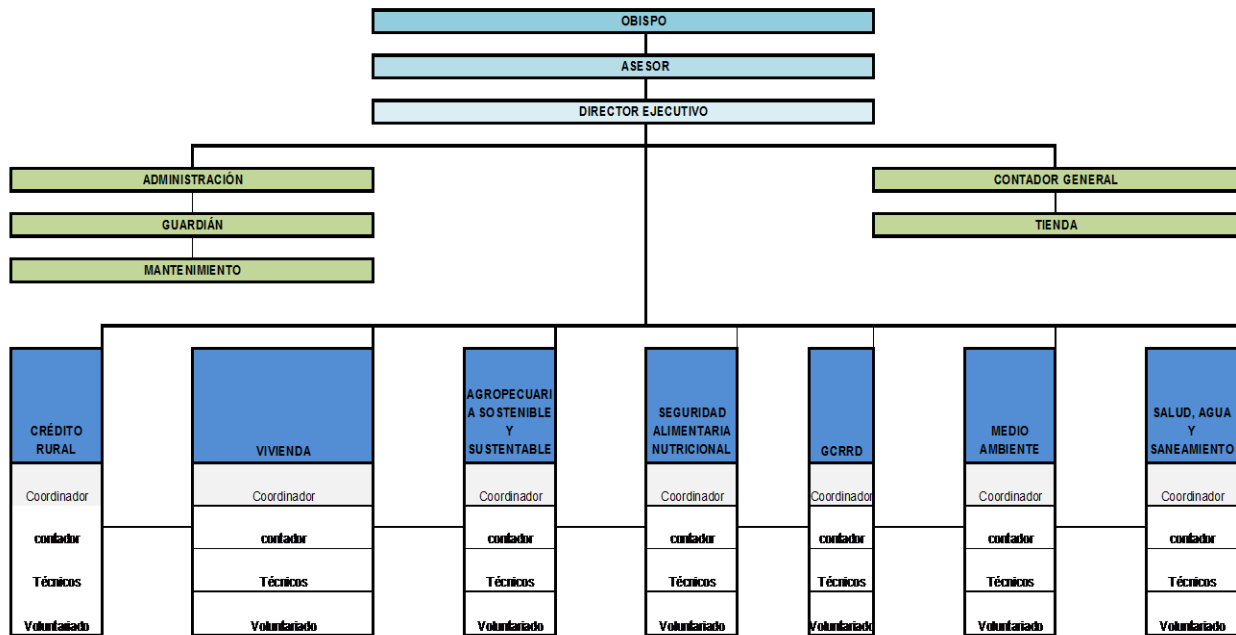 OBISPO
ASESOR
DIRECTOR EJECUTIVO
ADMINISTRACIÓN
CONTADOR GENERAL
GUARDIÁN
TIENDA
MANTENIMIENTO
CRÉDITO
RURAL
VIVIENDA
AGROPECUARI
A SOSTENIBLE
Y
SUSTENTABLE
SEGURIDAD
ALIMENTARIA
NUTRICIONAL
GCRRD
MEDIO
AMBIENTE
SALUD, AGUA
Y
SANEAMIENTO
Coordinador Coordinador Coordinador Coordinador Coordinador Coordinador Coordinador
contador contador contador contador contador contador contador
Técnicos Técnicos Técnicos Técnicos Técnicos Técnicos Técnicos
Voluntariado Voluntariado Voluntariado Voluntariado Voluntariado Voluntariado Voluntariado